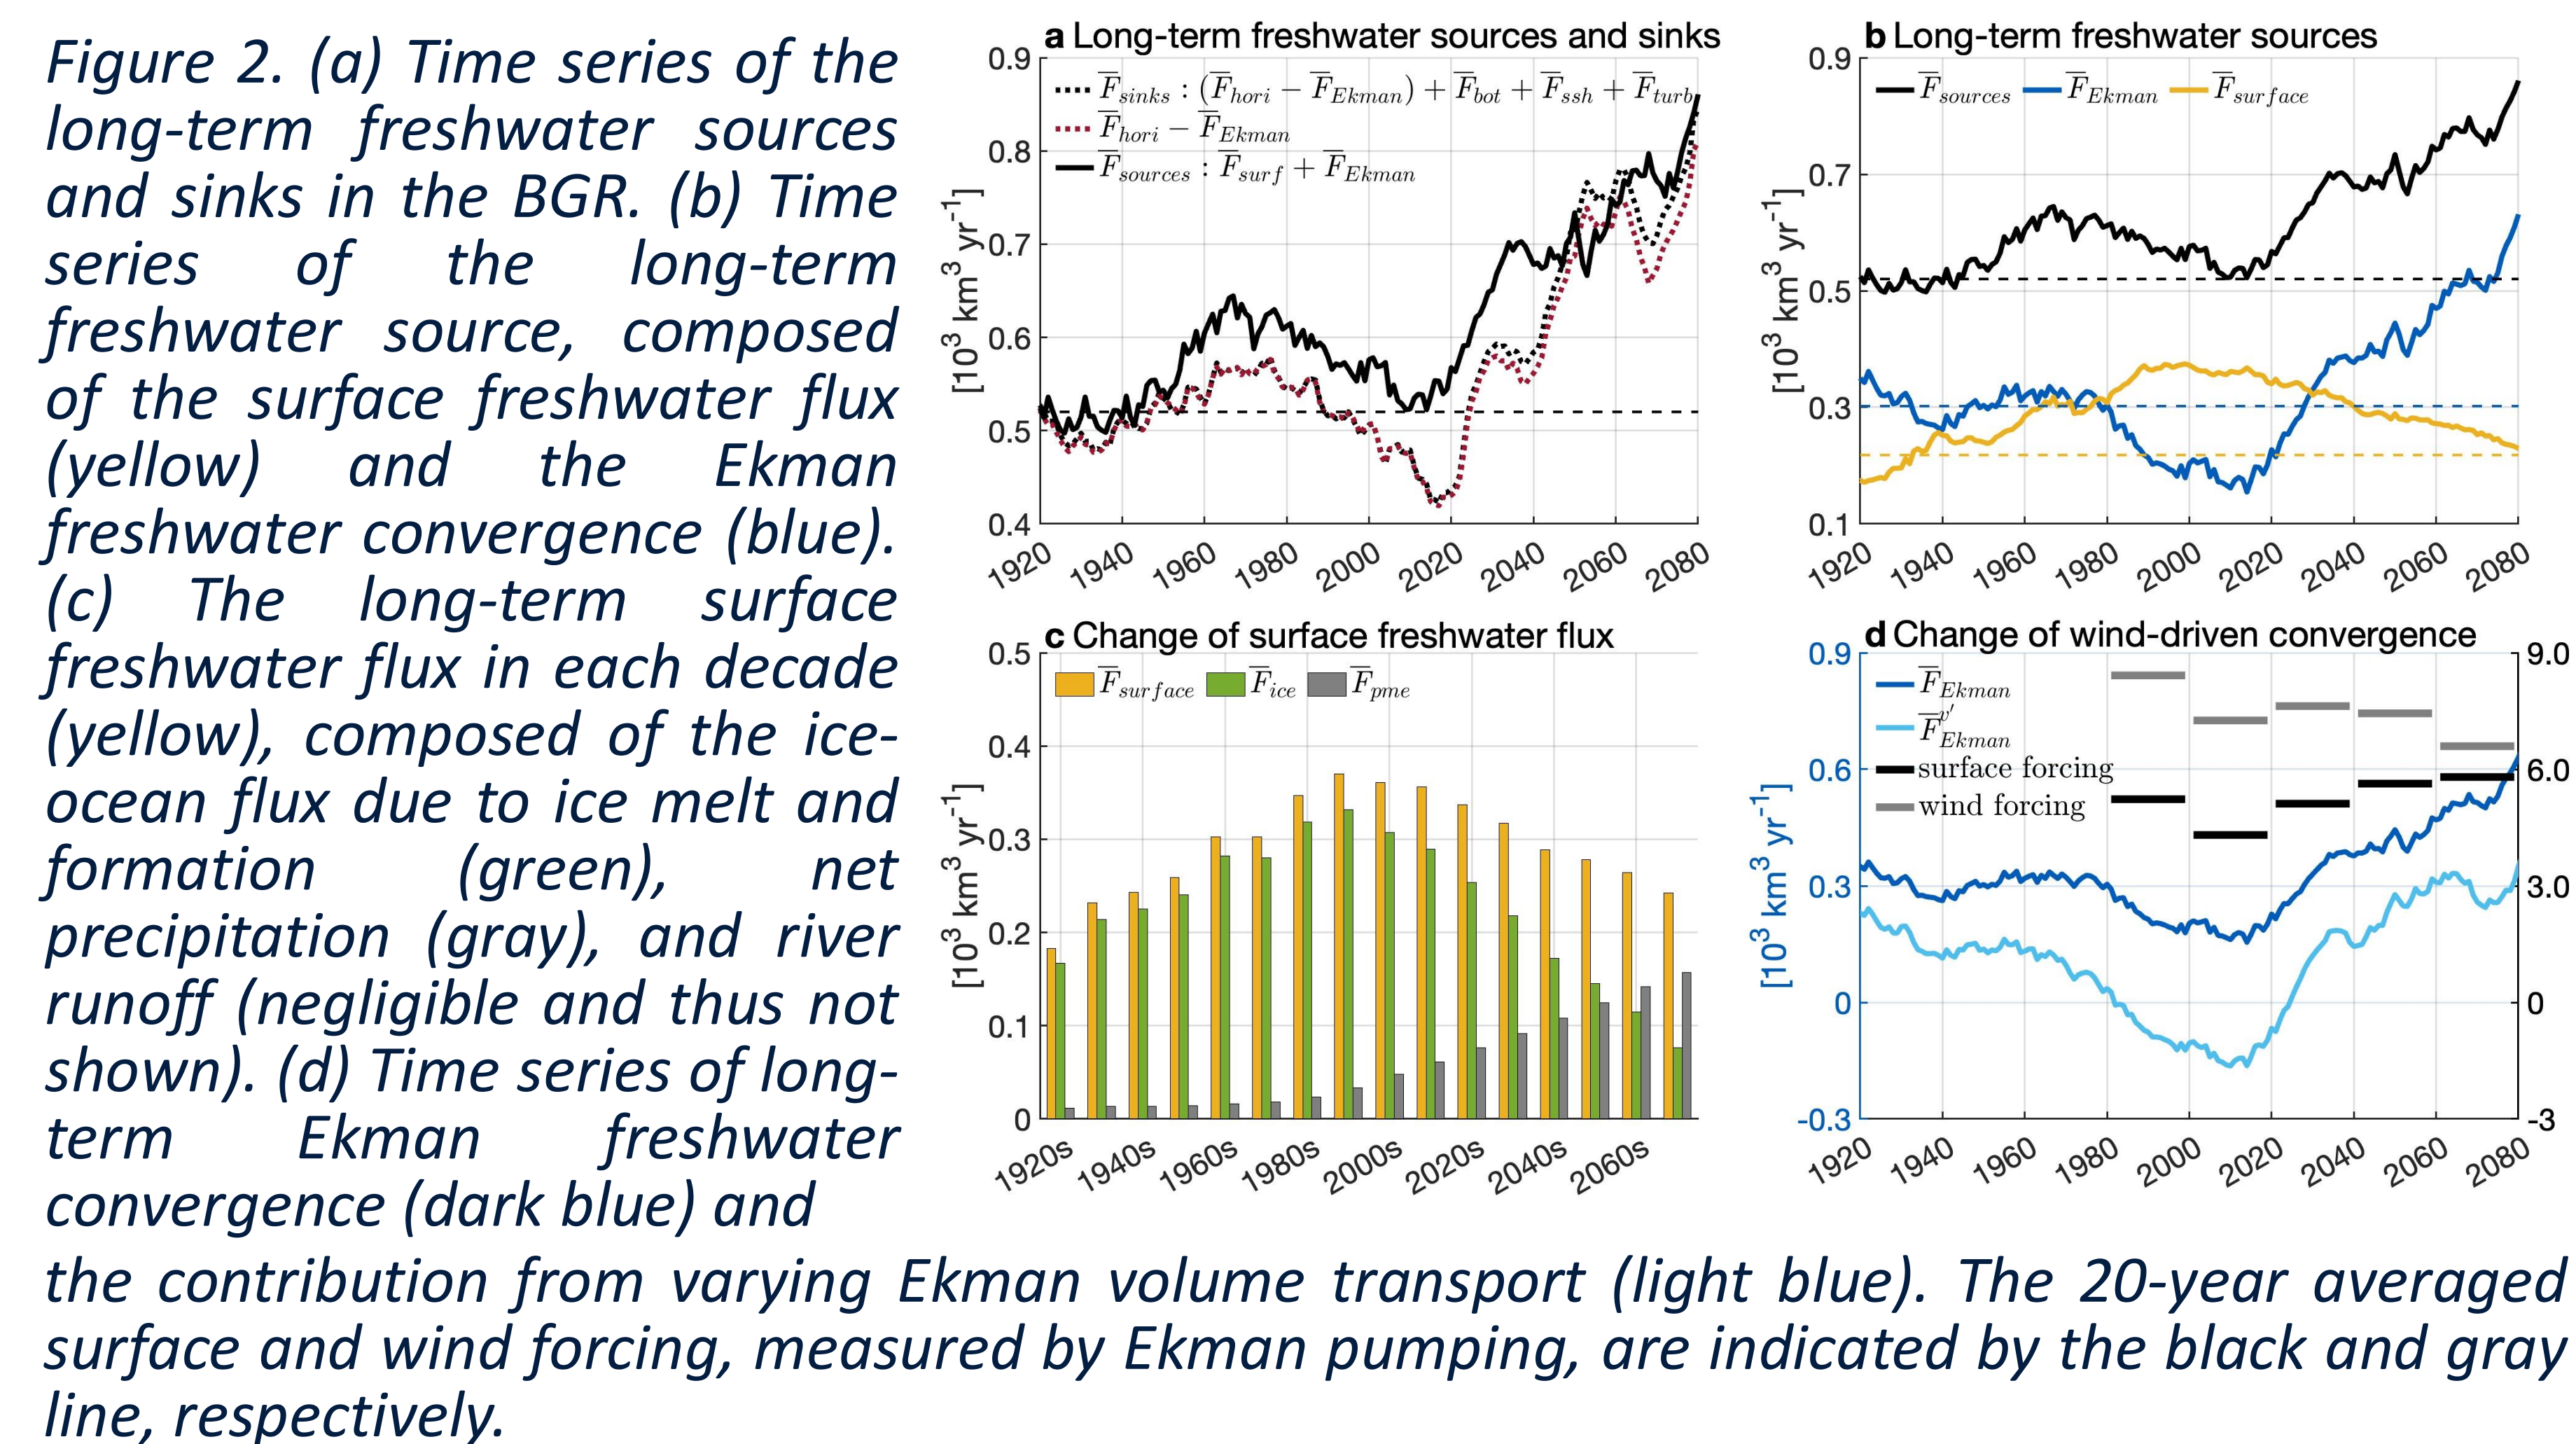 Figure 2. (a) Time series of the
long-term freshwater sources
and sinks in the BGR. (b) Time
series of the long-term
freshwater source, composed
of the surface freshwater flux
(yellow) and the Ekman
freshwater convergence (blue).
(c) The long-term surface
freshwater flux in each decade
(yellow), composed of the ice-
ocean flux due to ice melt and
formation (green), net
precipitation (gray), and river
runoff (negligible and thus not
shown). (d) Time series of long-
term Ekman freshwater
convergence (dark blue) and
the contribution from varying Ekman volume transport (light blue). The 20-year averaged
surface and wind forcing, measured by Ekman pumping, are indicated by the black and gray
line, respectively.
a Long-term freshwater sources and sinks
F̅sinks : (F̅hori − F̅Ekman) + F̅bot + F̅ssh + F̅turb
F̅hori − F̅Ekman
F̅sources : F̅surf + F̅Ekman
[10³ km³ yr⁻¹]
0.9
0.8
0.7
0.6
0.5
0.4
1920 1940 1960 1980 2000 2020 2040 2060 2080
b Long-term freshwater sources
F̅sources F̅Ekman F̅surface
[10³ km³ yr⁻¹]
0.9
0.7
0.5
0.3
0.1
1920 1940 1960 1980 2000 2020 2040 2060 2080
c Change of surface freshwater flux
F̅surface F̅ice F̅pme
[10³ km³ yr⁻¹]
0.5
0.4
0.3
0.2
0.1
0
1920s 1940s 1960s 1980s 2000s 2020s 2040s 2060s
d Change of wind-driven convergence
F̅Ekman
F̅v′Ekman
surface forcing
wind forcing
[10³ km³ yr⁻¹]
0.9
0.6
0.3
0
-0.3
9.0
6.0
3.0
0
-3
1920 1940 1960 1980 2000 2020 2040 2060 2080